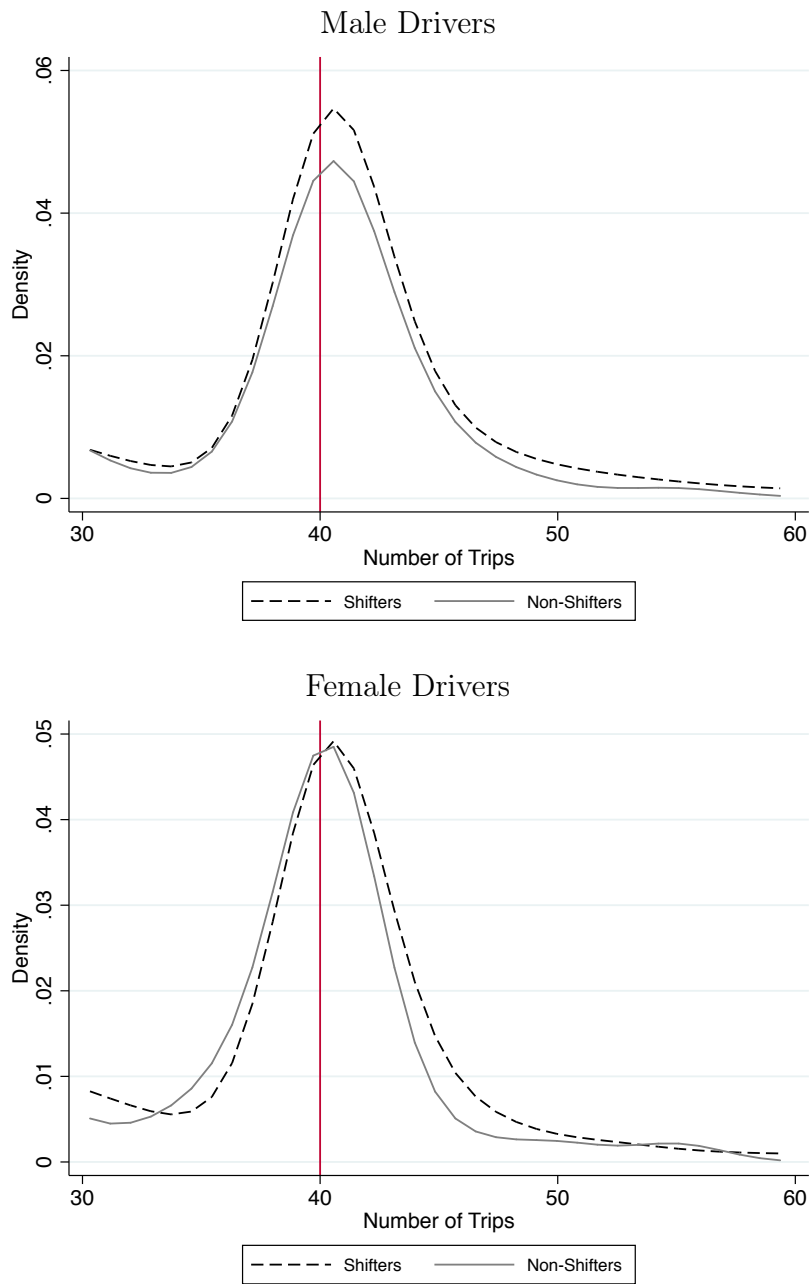 Male Drivers
.06
.04
.02
0
Density
30 40 50 60
Number of Trips
Shifters Non-Shifters
Female Drivers
.05
.04
.03
.02
.01
0
Density
30 40 50 60
Number of Trips
Shifters Non-Shifters